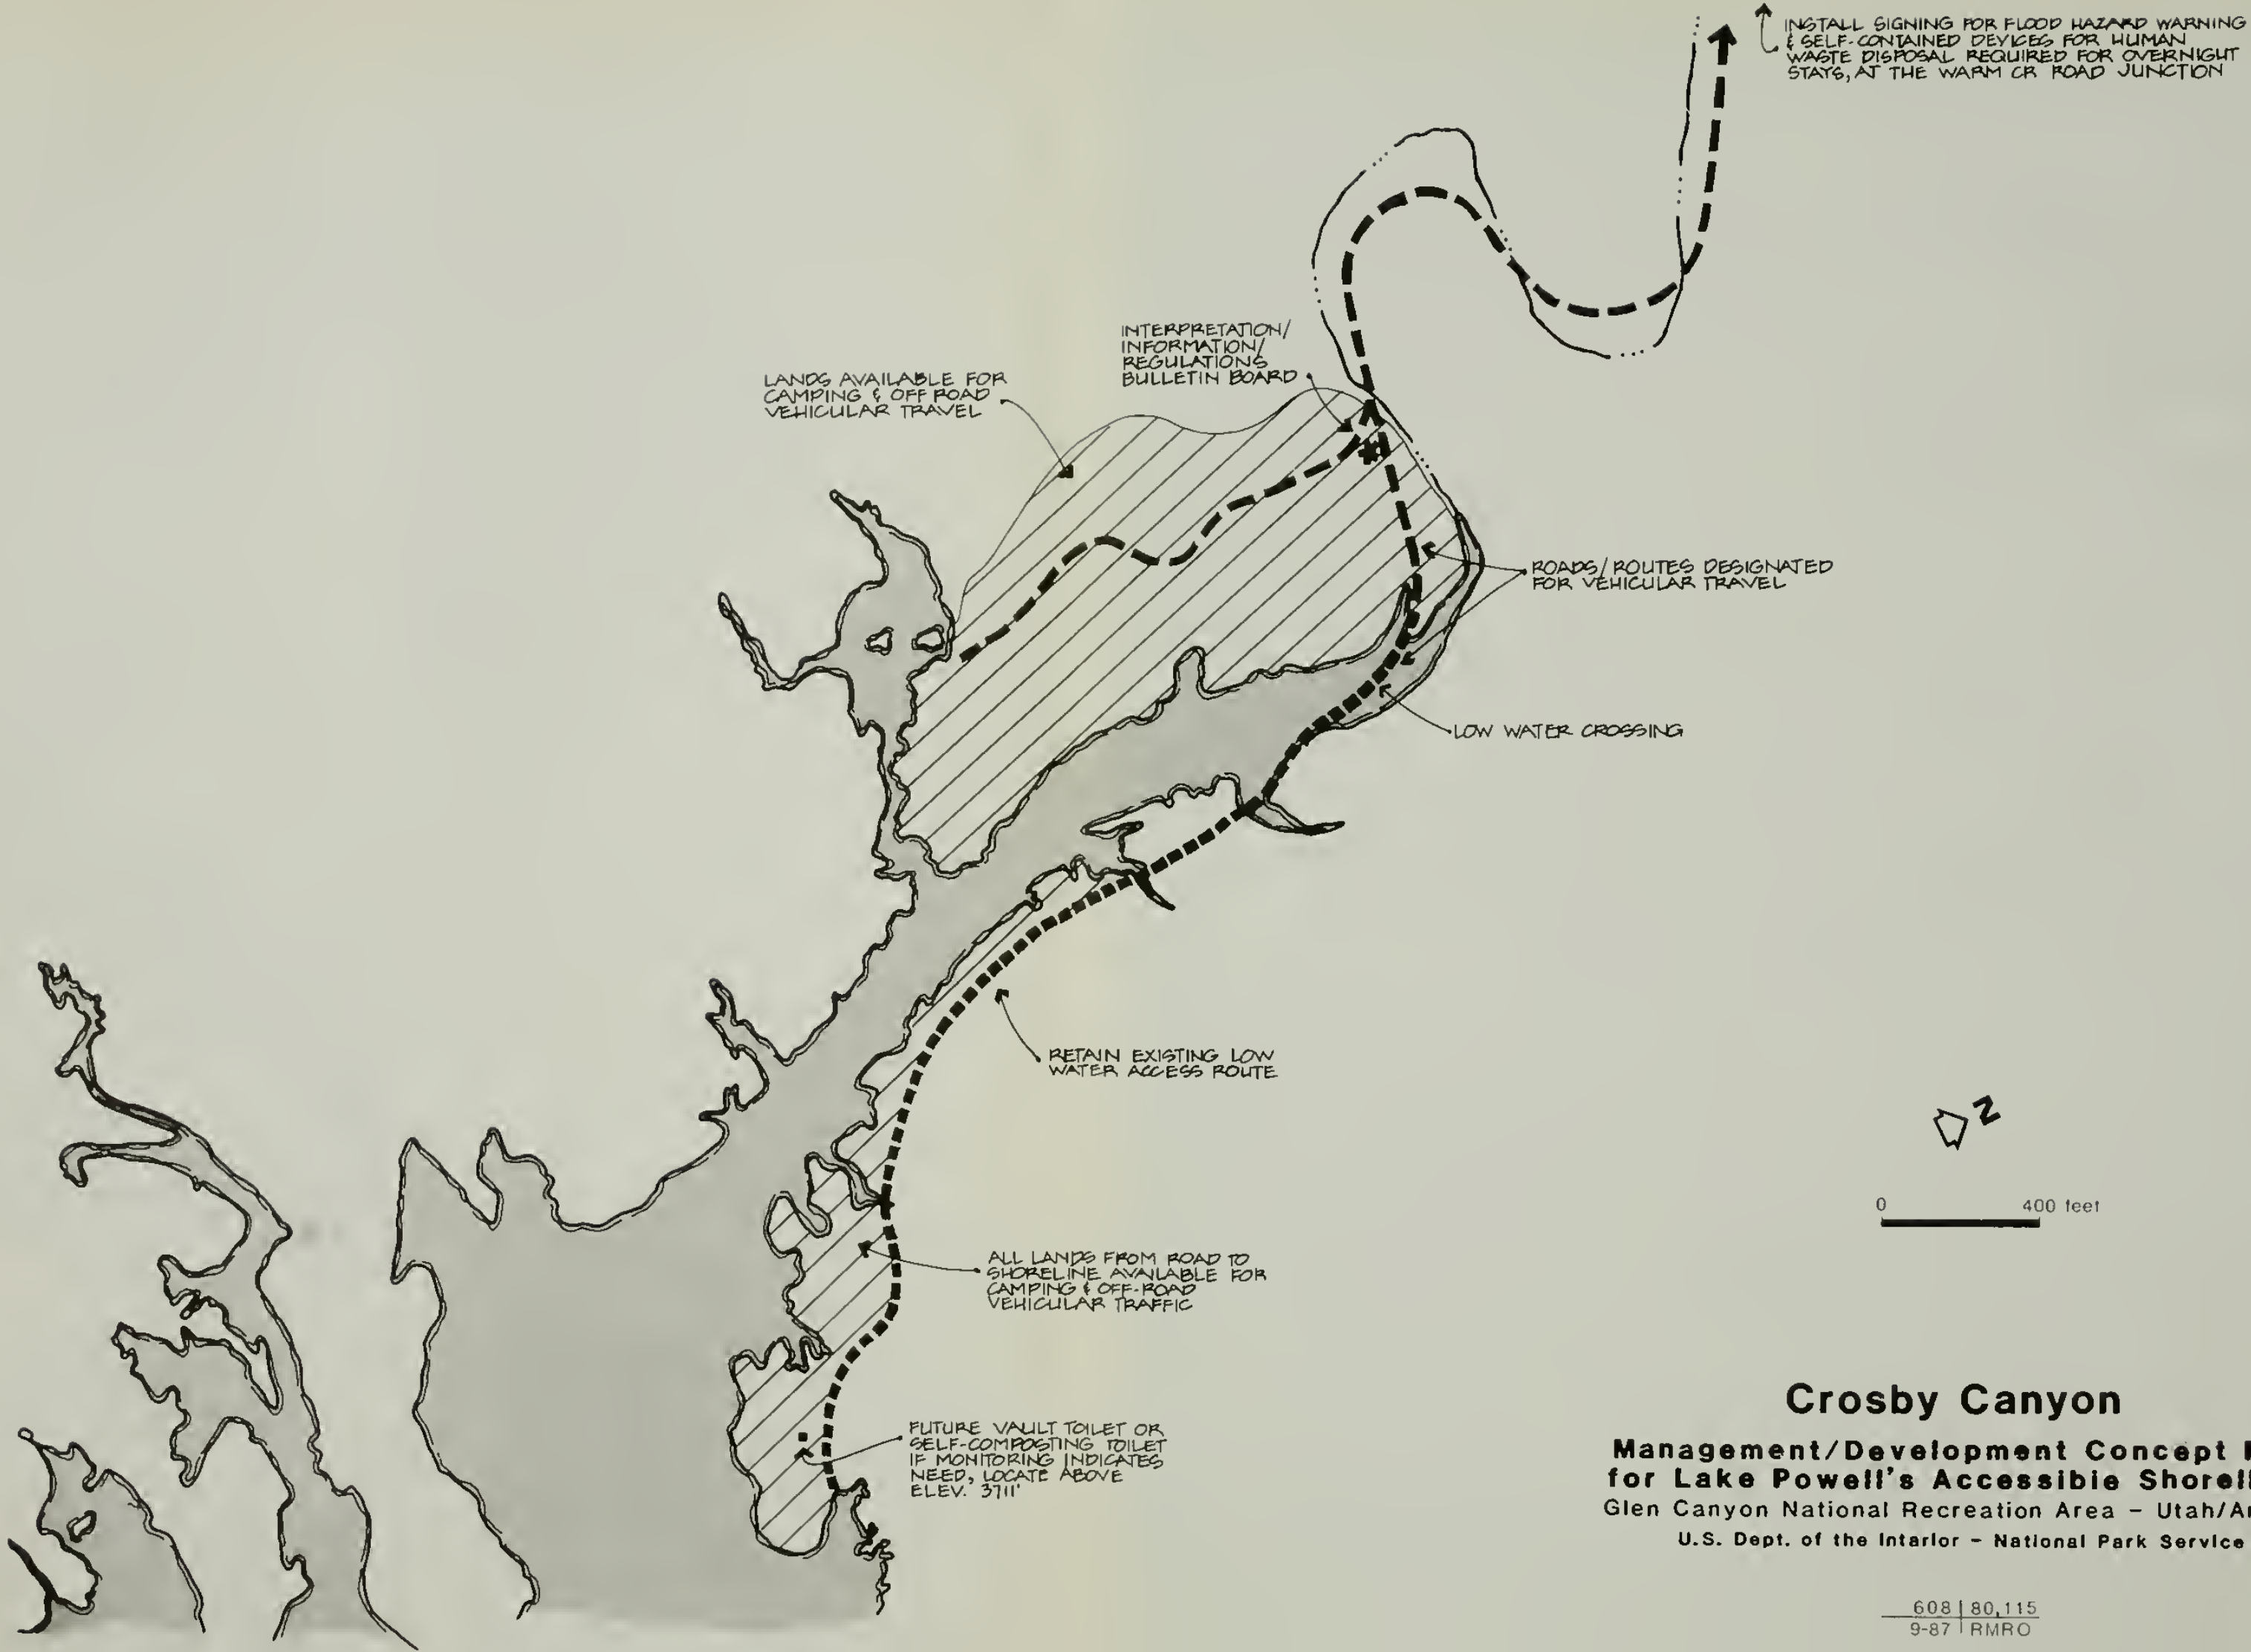 INSTALL SIGNING FOR FLOOD HAZARD WARNING
& SELF-CONTAINED DEVICES FOR HUMAN
WASTE DISPOSAL REQUIRED FOR OVERNIGHT
STAYS, AT THE WARM CR ROAD JUNCTION
INTERPRETATION/
INFORMATION/
REGULATIONS
BULLETIN BOARD
LANDS AVAILABLE FOR
CAMPING & OFF ROAD
VEHICULAR TRAVEL
ROADS/ROUTES DESIGNATED
FOR VEHICULAR TRAVEL
LOW WATER CROSSING
RETAIN EXISTING LOW
WATER ACCESS ROUTE
N
0 400 feet
ALL LANDS FROM ROAD TO
SHORELINE AVAILABLE FOR
CAMPING & OFF-ROAD
VEHICULAR TRAFFIC
FUTURE VAULT TOILET OR
SELF-COMPOSTING TOILET
IF MONITORING INDICATES
NEED, LOCATE ABOVE
ELEV. 3711'
Crosby Canyon
Management/Development Concept
for Lake Powell's Accessible Shorel
Glen Canyon National Recreation Area – Utah/A
U.S. Dept. of the Interior – National Park Service
608 | 80,115
9-87 | RMRO